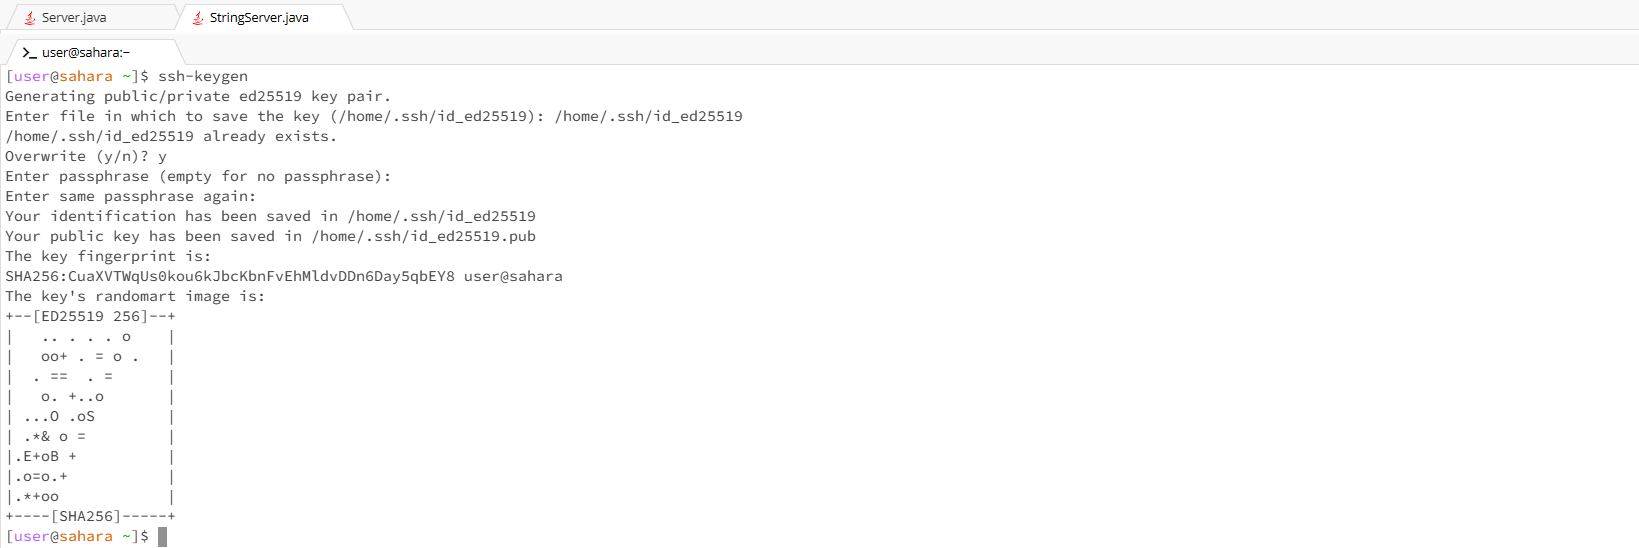 Server.java
StringServer.java
user@sahara:~
[user@sahara ~]$ ssh-keygen
Generating public/private ed25519 key pair.
Enter file in which to save the key (/home/.ssh/id_ed25519): /home/.ssh/id_ed25519
/home/.ssh/id_ed25519 already exists.
Overwrite (y/n)? y
Enter passphrase (empty for no passphrase):
Enter same passphrase again:
Your identification has been saved in /home/.ssh/id_ed25519
Your public key has been saved in /home/.ssh/id_ed25519.pub
The key fingerprint is:
SHA256:CuaXVTWqUs0kou6kJbcKbnFvEhMldvDDn6Day5qbEY8 user@sahara
The key's randomart image is:
+--[ED25519 256]--+
|   .. . . . o    |
|   oo+ . = o .   |
|  . ==  . =      |
|   o. +..o       |
| ...O .oS        |
| .*& o =         |
|.E+oB +          |
|.o=o.+           |
|.*+oo            |
+----[SHA256]-----+
[user@sahara ~]$